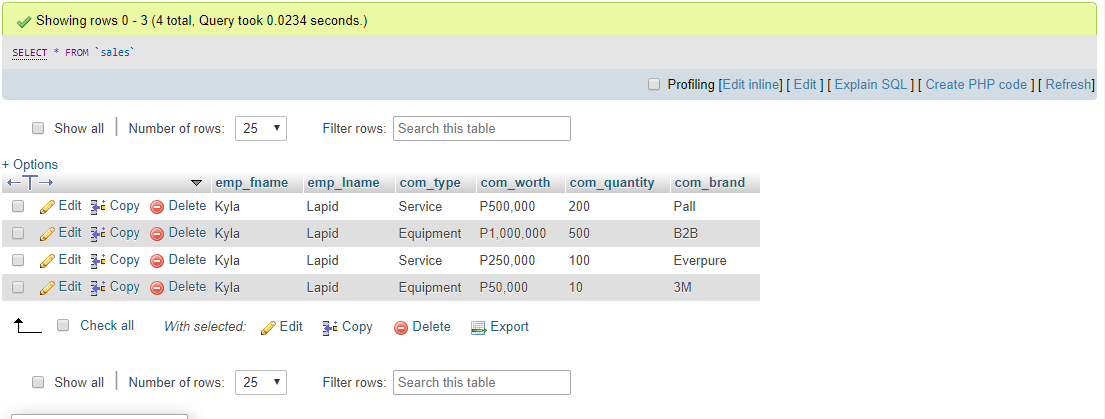 Showing rows 0 - 3 (4 total, Query took 0.0234 seconds.)
SELECT * FROM `sales`
Profiling [Edit inline] [ Edit ] [ Explain SQL ] [ Create PHP code ] [ Refresh]
Show all | Number of rows: 25 Filter rows: Search this table
+ Options
emp_fname emp_lname com_type com_worth com_quantity com_brand
Edit Copy Delete Kyla Lapid Service P500,000 200 Pall
Edit Copy Delete Kyla Lapid Equipment P1,000,000 500 B2B
Edit Copy Delete Kyla Lapid Service P250,000 100 Everpure
Edit Copy Delete Kyla Lapid Equipment P50,000 10 3M
Check all With selected: Edit Copy Delete Export
Show all | Number of rows: 25 Filter rows: Search this table